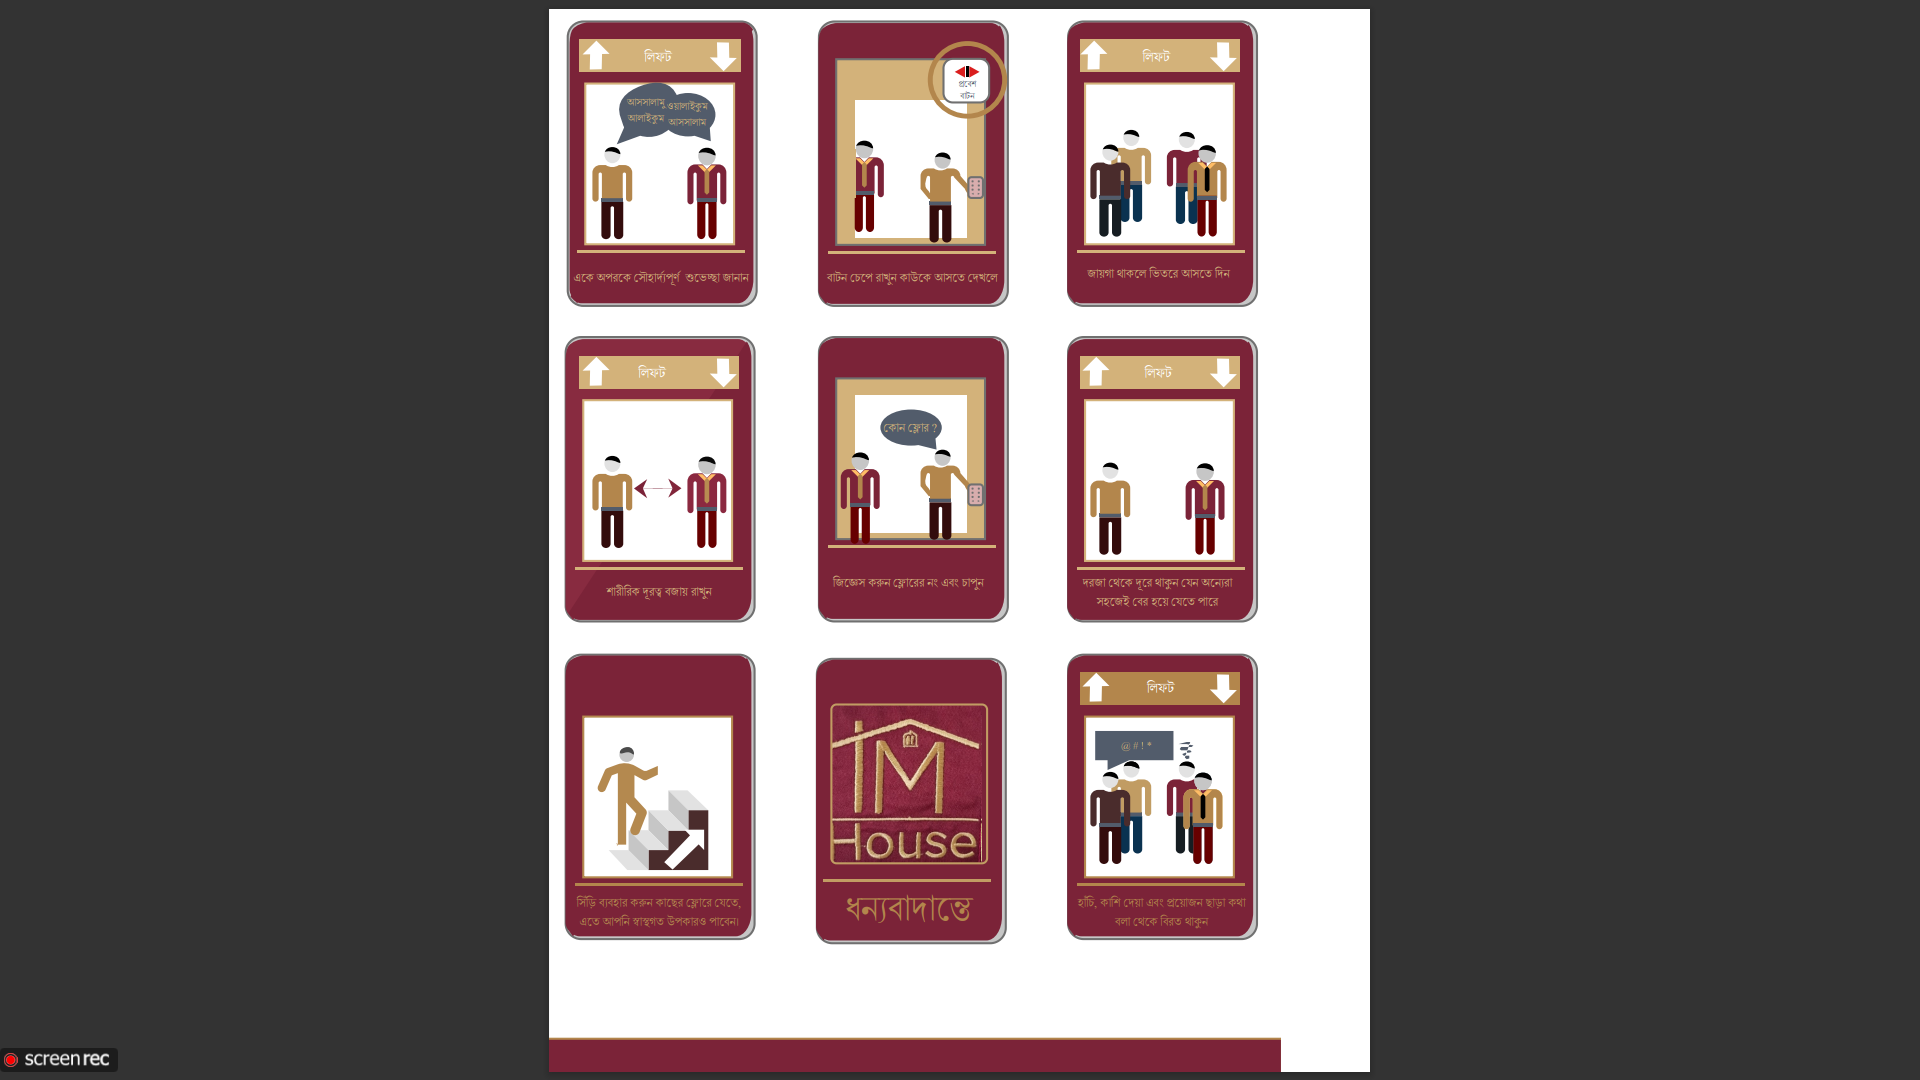 লিফট
আসসালামু
আলাইকুম
ওয়ালাইকুম
আসসালাম
একে অপরকে সৌহার্দ্যপূর্ণ শুভেচ্ছা জানান
প্রবেশ
বাটন
বাটন চেপে রাখুন কাউকে আসতে দেখলে
লিফট
জায়গা থাকলে ভিতরে আসতে দিন
লিফট
শারীরিক দূরত্ব বজায় রাখুন
কোন ফ্লোর ?
জিজ্ঞেস করুন ফ্লোরের নং এবং চাপুন
লিফট
দরজা থেকে দূরে থাকুন যেন অন্যেরা
সহজেই বের হয়ে যেতে পারে
সিঁড়ি ব্যবহার করুন কাছের ফ্লোরে যেতে,
এতে আপনি স্বাস্থগত উপকারও পাবেন।
IM
House
ধন্যবাদান্তে
লিফট
@ # ! *
হাঁচি, কাশি দেয়া এবং প্রয়োজন ছাড়া কথা
বলা থেকে বিরত থাকুন
screenrec